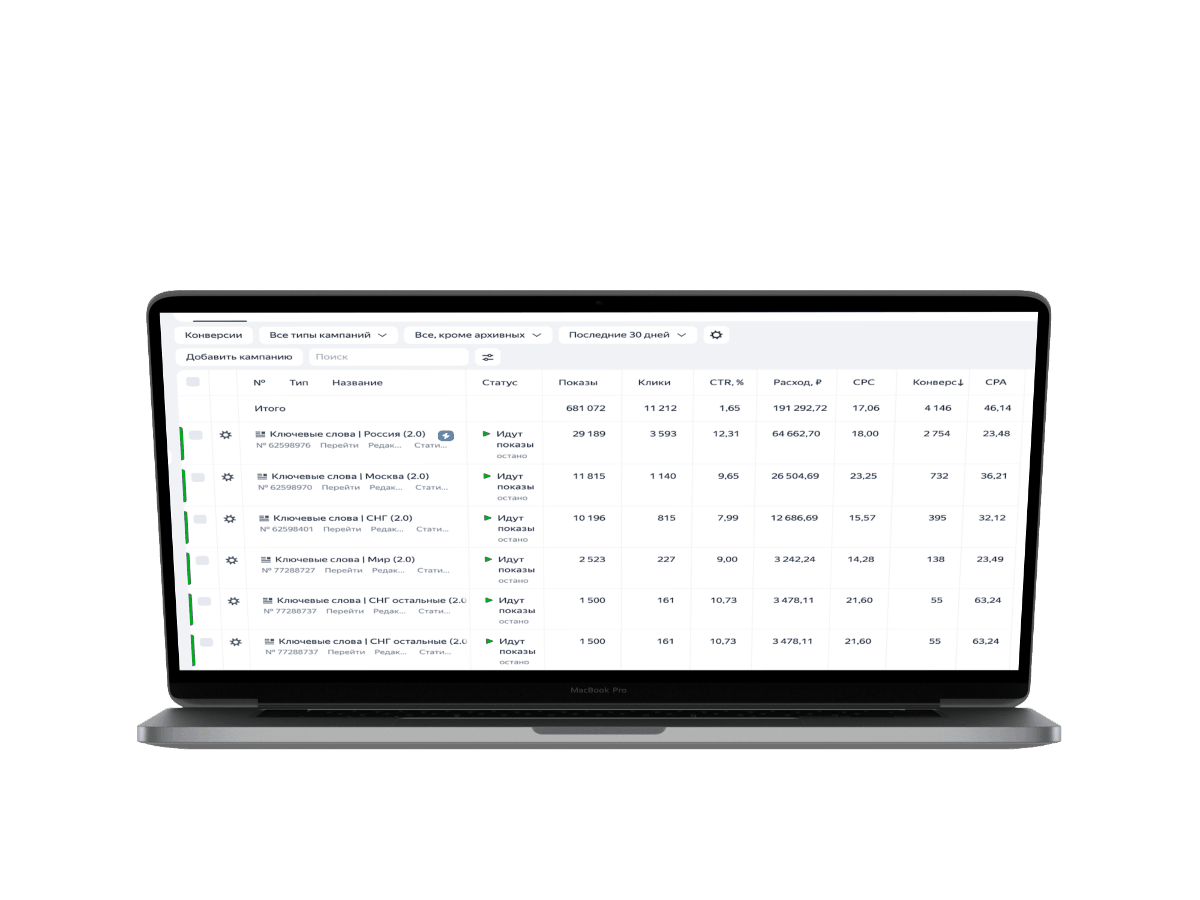 Конверсии Все типы кампаний Все, кроме архивных Последние 30 дней
Добавить кампанию Поиск
№ Тип Название Статус Показы Клики CTR, % Расход, ₽ CPC Конверс↓ CPA
Итого 681 072 11 212 1,65 191 292,72 17,06 4 146 46,14
Ключевые слова | Россия (2.0) Идут 29 189 3 593 12,31 64 662,70 18,00 2 754 23,48
№ 62598976 Перейти Редак... Стати... показы
остано
Ключевые слова | Москва (2.0) Идут 11 815 1 140 9,65 26 504,69 23,25 732 36,21
№ 62598970 Перейти Редак... Стати... показы
остано
Ключевые слова | СНГ (2.0) Идут 10 196 815 7,99 12 686,69 15,57 395 32,12
№ 62598401 Перейти Редак... Стати... показы
остано
Ключевые слова | Мир (2.0) Идут 2 523 227 9,00 3 242,24 14,28 138 23,49
№ 77288727 Перейти Редак... Стати... показы
остано
Ключевые слова | СНГ остальные (2.0 Идут 1 500 161 10,73 3 478,11 21,60 55 63,24
№ 77288737 Перейти Редак... Стати... показы
остано
Ключевые слова | СНГ остальные (2.0 Идут 1 500 161 10,73 3 478,11 21,60 55 63,24
№ 77288737 Перейти Редак... Стати... показы
остано
MacBook Pro